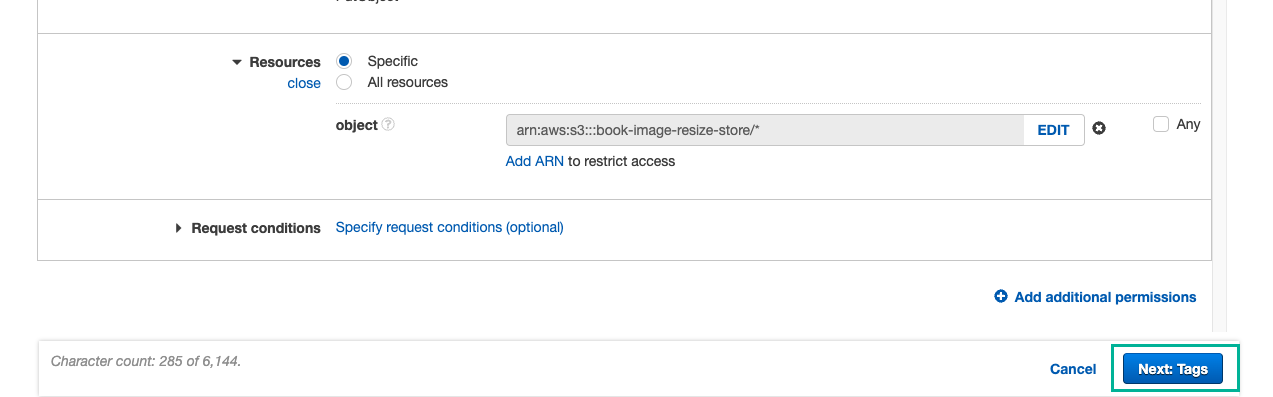 Resources Specific
close All resources
object ? arn:aws:s3:::book-image-resize-store/* EDIT Any
Add ARN to restrict access
Request conditions Specify request conditions (optional)
Add additional permissions
Character count: 285 of 6,144. Cancel Next: Tags